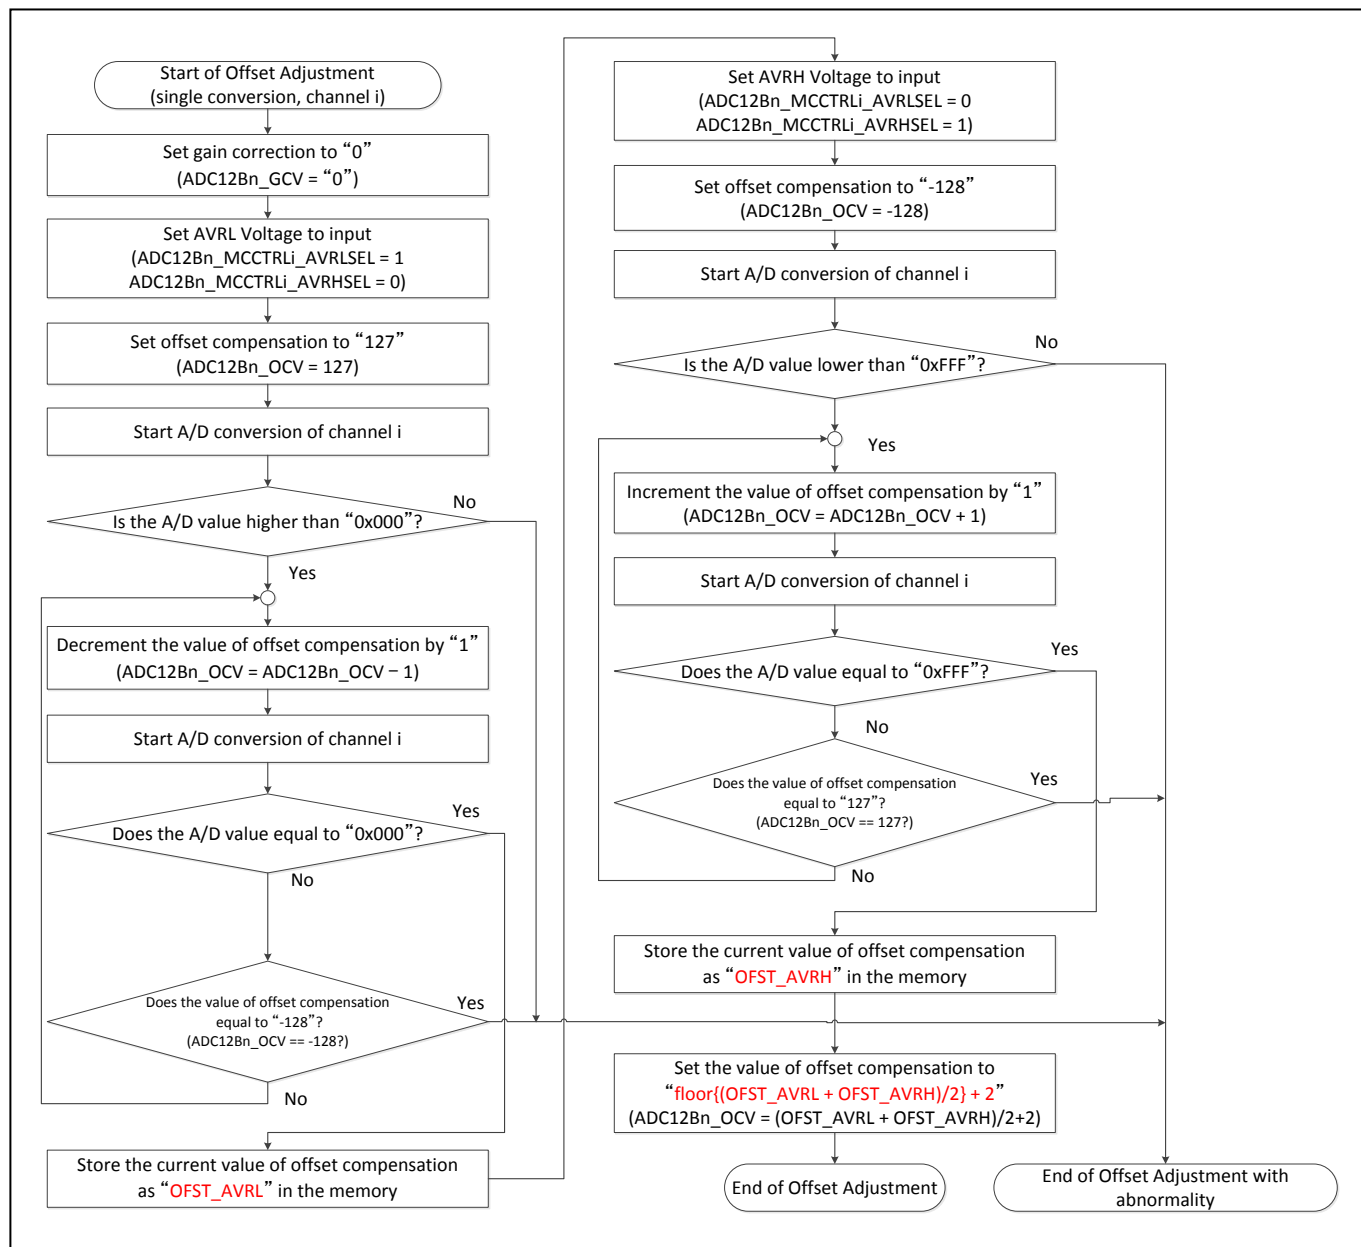 Start of Offset Adjustment
(single conversion, channel i)
Set gain correction to “0”
(ADC12Bn_GCV = “0”)
Set AVRL Voltage to input
(ADC12Bn_MCCTRLi_AVRLSEL = 1
ADC12Bn_MCCTRLi_AVRHSEL = 0)
Set offset compensation to “127”
(ADC12Bn_OCV = 127)
Start A/D conversion of channel i
Is the A/D value higher than “0x000”?
No
Yes
Decrement the value of offset compensation by “1”
(ADC12Bn_OCV = ADC12Bn_OCV – 1)
Start A/D conversion of channel i
Does the A/D value equal to “0x000”?
Yes
No
Does the value of offset compensation
equal to “-128”?
(ADC12Bn_OCV == -128?)
Yes
No
Store the current value of offset compensation
as “OFST_AVRL” in the memory
Set AVRH Voltage to input
(ADC12Bn_MCCTRLi_AVRLSEL = 0
ADC12Bn_MCCTRLi_AVRHSEL = 1)
Set offset compensation to “-128”
(ADC12Bn_OCV = -128)
Start A/D conversion of channel i
Is the A/D value lower than “0xFFF”?
No
Yes
Increment the value of offset compensation by “1”
(ADC12Bn_OCV = ADC12Bn_OCV + 1)
Start A/D conversion of channel i
Does the A/D value equal to “0xFFF”?
Yes
No
Does the value of offset compensation
equal to “127”?
(ADC12Bn_OCV == 127?)
Yes
No
Store the current value of offset compensation
as “OFST_AVRH” in the memory
Set the value of offset compensation to
“floor{(OFST_AVRL + OFST_AVRH)/2} + 2”
(ADC12Bn_OCV = (OFST_AVRL + OFST_AVRH)/2+2)
End of Offset Adjustment
End of Offset Adjustment with
abnormality